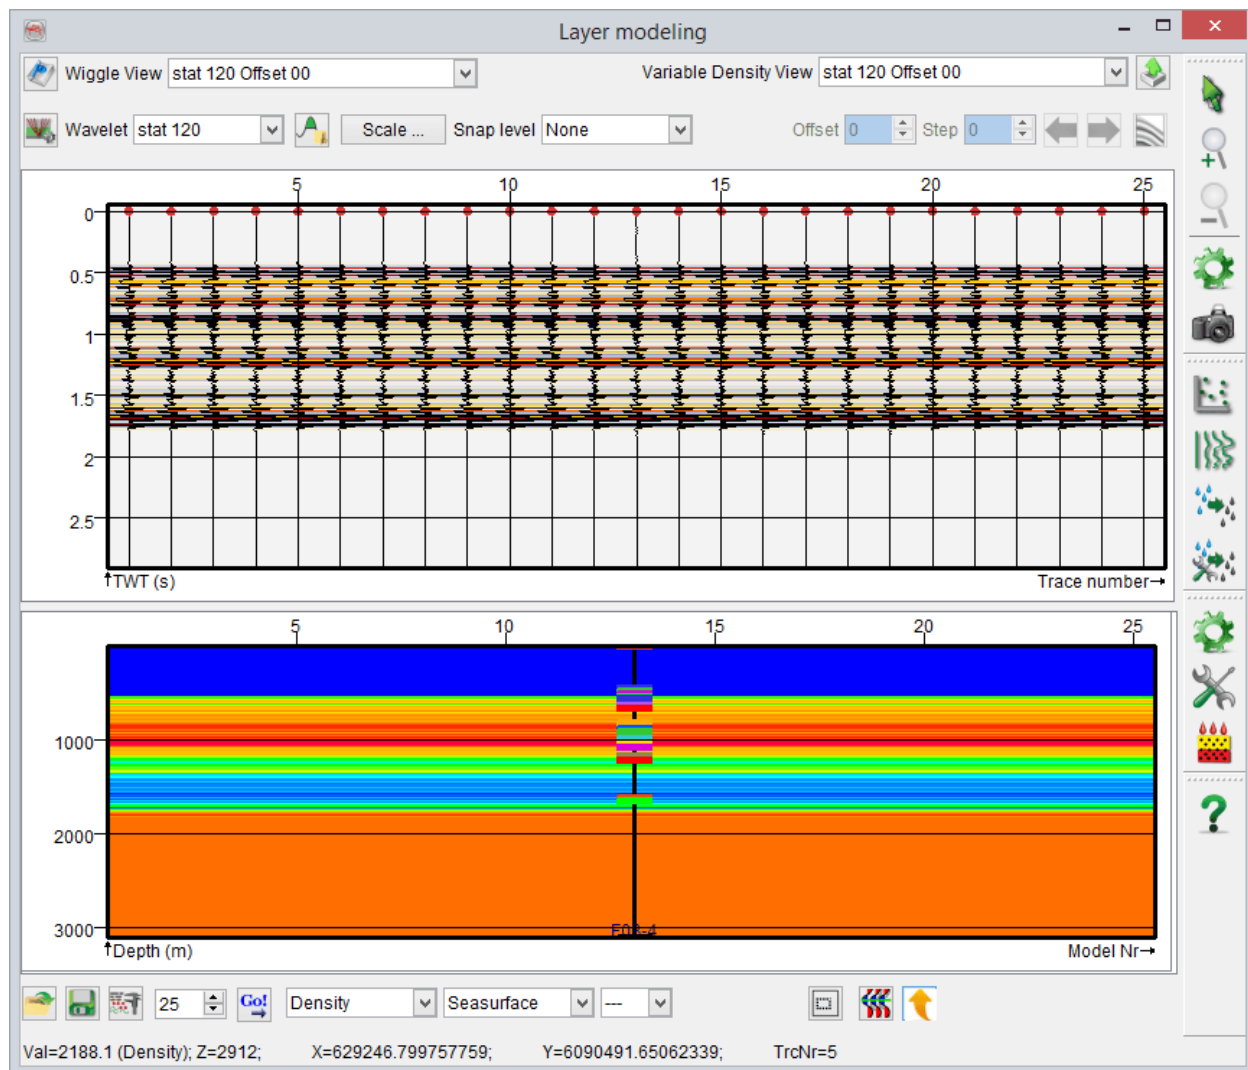 Layer modeling
Wiggle View stat 120 Offset 00 Variable Density View stat 120 Offset 00
Wavelet stat 120 Scale ... Snap level None Offset 0 Step 0
5 10 15 20 25
0
0.5
1
1.5
2
2.5
TWT (s) Trace number
5 10 15 20 25
1000
2000
3000
Depth (m) Model Nr
25 Go! Density Seasurface ---
Val=2188.1 (Density); Z=2912; X=629246.799757759; Y=6090491.65062339; TrcNr=5